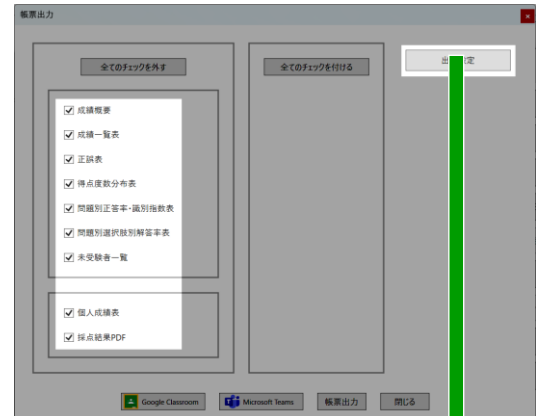 帳票出力
全てのチェックを外す
全てのチェックを付ける
出 定
成績概要
成績一覧表
正誤表
得点度数分布表
問題別正答率・識別指数表
問題別選択肢別解答率表
未受験者一覧
個人成績表
採点結果PDF
Google Classroom
Microsoft Teams
帳票出力
閉じる